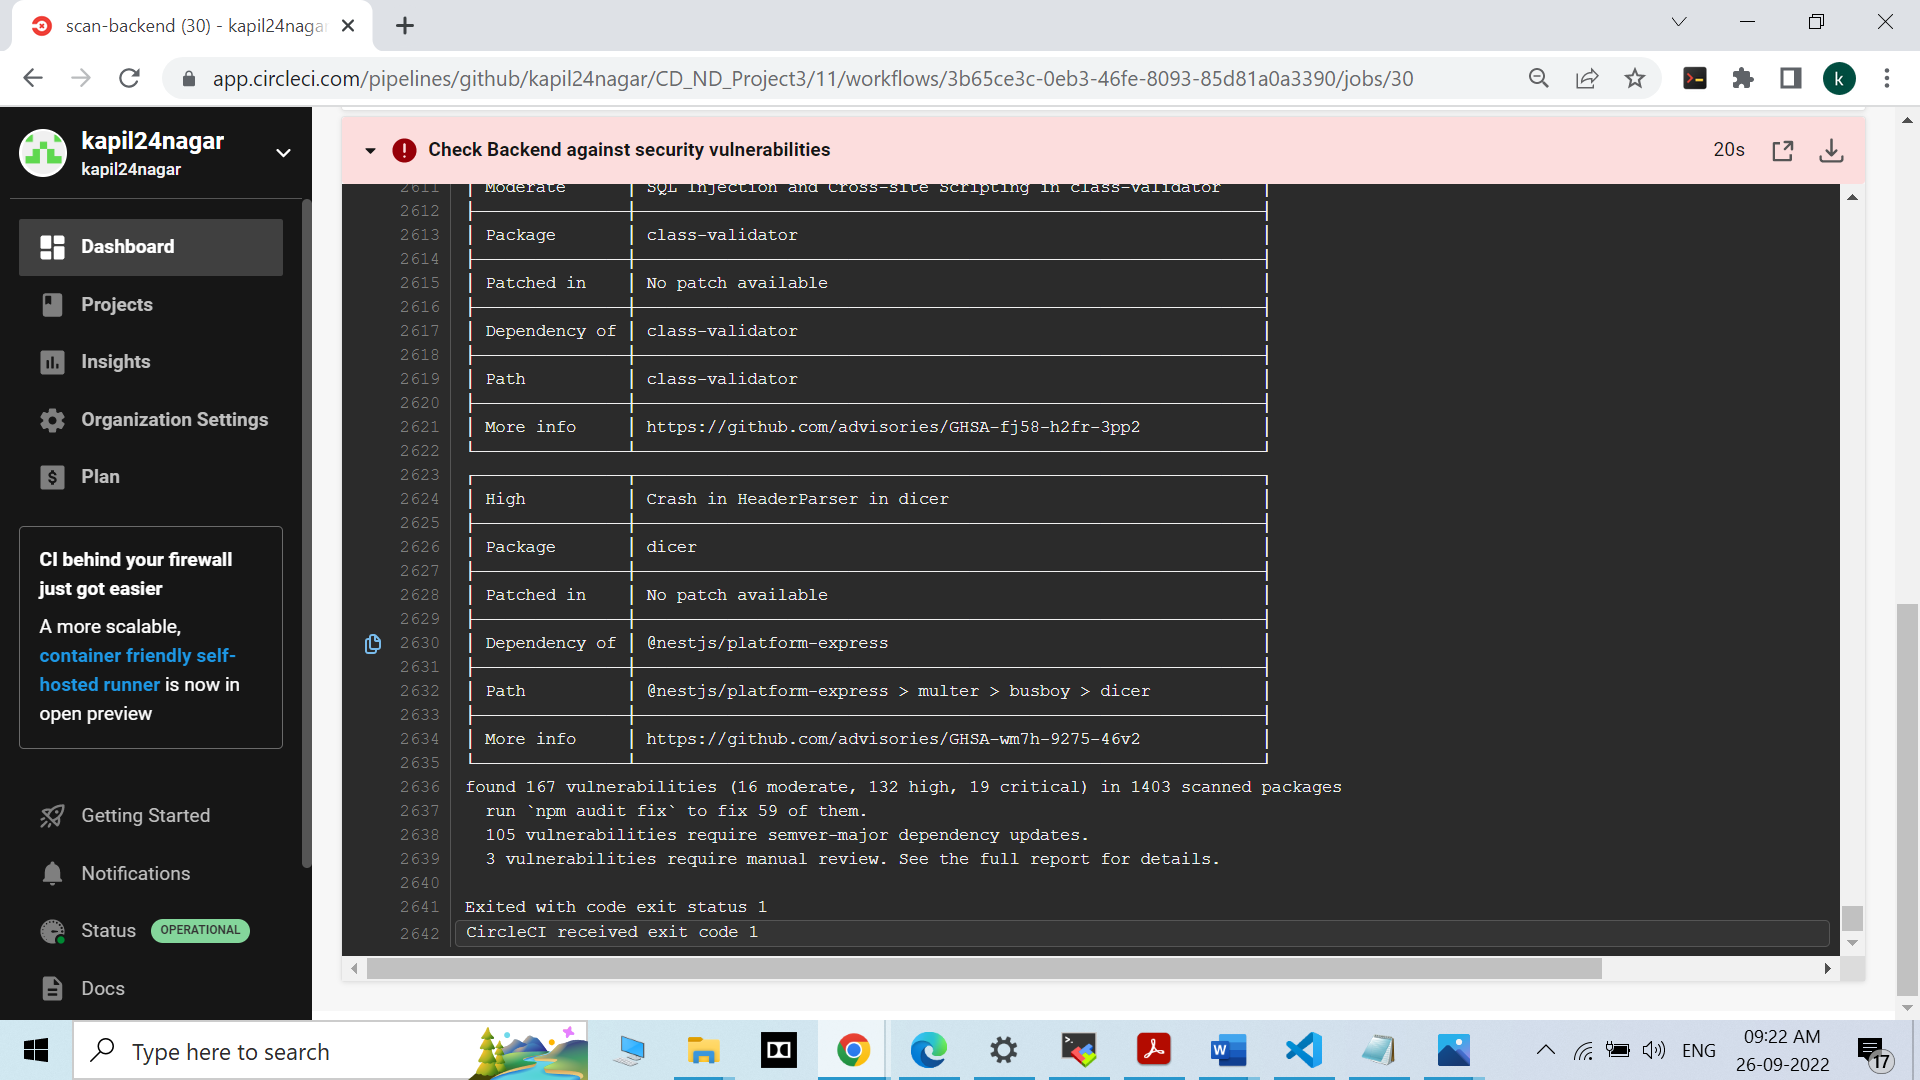 scan-backend (30) - kapil24naga
app.circleci.com/pipelines/github/kapil24nagar/CD_ND_Project3/11/workflows/3b65ce3c-0eb3-46fe-8093-85d81a0a3390/jobs/30
k
kapil24nagar
kapil24nagar
Dashboard
Projects
Insights
Organization Settings
Plan
CI behind your firewall
just got easier
A more scalable,
container friendly self-
hosted runner is now in
open preview
Getting Started
Notifications
Status OPERATIONAL
Docs
Check Backend against security vulnerabilities 20s
2611 Moderate SQL Injection and Cross-site Scripting in class-validator
2612
2613 Package class-validator
2614
2615 Patched in No patch available
2616
2617 Dependency of class-validator
2618
2619 Path class-validator
2620
2621 More info https://github.com/advisories/GHSA-fj58-h2fr-3pp2
2622
2623
2624 High Crash in HeaderParser in dicer
2625
2626 Package dicer
2627
2628 Patched in No patch available
2629
2630 Dependency of @nestjs/platform-express
2631
2632 Path @nestjs/platform-express > multer > busboy > dicer
2633
2634 More info https://github.com/advisories/GHSA-wm7h-9275-46v2
2635
2636 found 167 vulnerabilities (16 moderate, 132 high, 19 critical) in 1403 scanned packages
2637 run `npm audit fix` to fix 59 of them.
2638 105 vulnerabilities require semver-major dependency updates.
2639 3 vulnerabilities require manual review. See the full report for details.
2640
2641 Exited with code exit status 1
2642 CircleCI received exit code 1
Type here to search
ENG
09:22 AM
26-09-2022
17